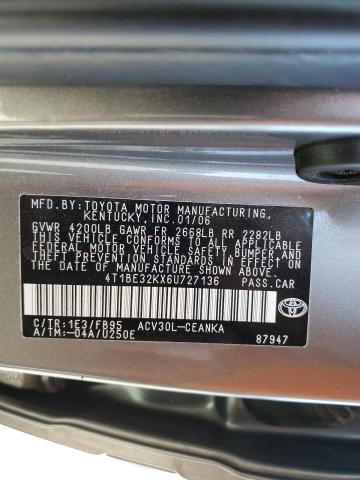 MFD.BY:TOYOTA MOTOR MANUFACTURING,
KENTUCKY,INC.01/06
GVWR 4200LB GAWR FR 2668LB RR 2282LB
THIS VEHICLE CONFORMS TO ALL APPLICABLE
FEDERAL MOTOR VEHICLE SAFETY,BUMPER,AND
THEFT PREVENTION STANDARDS IN EFFECT ON
THE DATE OF MANUFACTURE SHOWN ABOVE.
4T1BE32KX6U727136 PASS.CAR
C/TR:1E3/FB95 ACV30L-CEANKA
A/TM:-04A/U250E
87947
TOYOTA